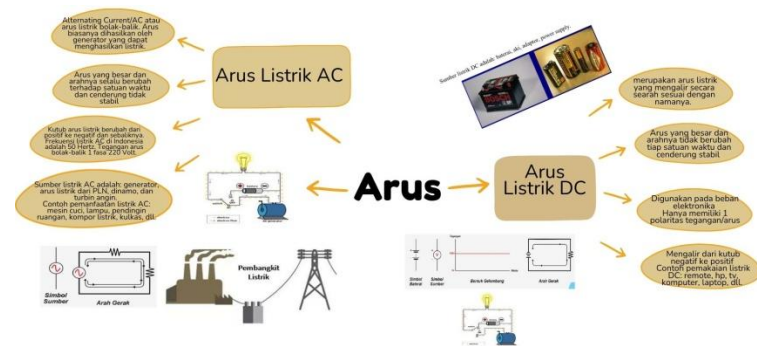 Alternating Current/AC atau
arus listrik bolak-balik. Arus
biasanya dihasilkan oleh
generator yang dapat
menghasilkan listrik.
Arus Listrik AC
Arus yang besar dan
arahnya selalu berubah
terhadap satuan waktu
dan cenderung tidak
stabil
Kutub arus listrik berubah dari
positif ke negatif dan sebaliknya.
Frekuensi listrik AC di Indonesia
adalah 50 Hertz. Tegangan arus
bolak-balik 1 fasa 220 Volt.
Sumber listrik AC adalah: generator,
arus listrik dari PLN, dinamo, dan
turbin angin.
Contoh pemanfaatan listrik AC:
mesin cuci, lampu, pendingin
ruangan, kompor listrik, kulkas, dll.
Simbol
Sumber
Arah Gerak
Pembangkit
Listrik
Arus
Sumber listrik DC adalah: baterai, aki, adaptor, power supply.
Arus
Listrik DC
merupakan arus listrik
yang mengalir secara
searah sesuai dengan
namanya.
Arus yang besar dan
arahnya tidak berubah
tiap satuan waktu dan
cenderung stabil
Digunakan pada beban
elektronika
Hanya memiliki 1
polaritas tegangan/arus
Mengalir dari kutub
negatif ke positif
Contoh pemakaian listrik
DC: remote, hp, tv,
komputer, laptop, dll.
Simbol
Baterai
Simbol
Sumber
Bentuk Gelombang
Arah Gerak